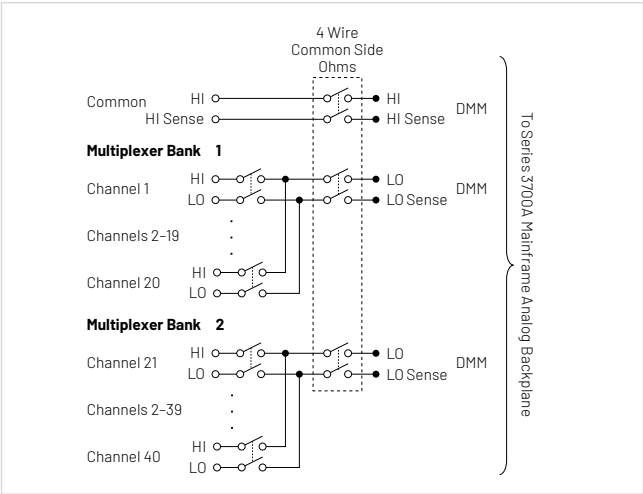 4 Wire
Common Side
Ohms
Common HI HI DMM
HI Sense HI Sense
Multiplexer Bank 1
Channel 1 HI LO DMM
LO LO Sense
Channels 2–19
Channel 20 HI
LO
Multiplexer Bank 2
Channel 21 HI LO DMM
LO LO Sense
Channels 2–39
Channel 40 HI
LO
To Series 3700A Mainframe Analog Backplane